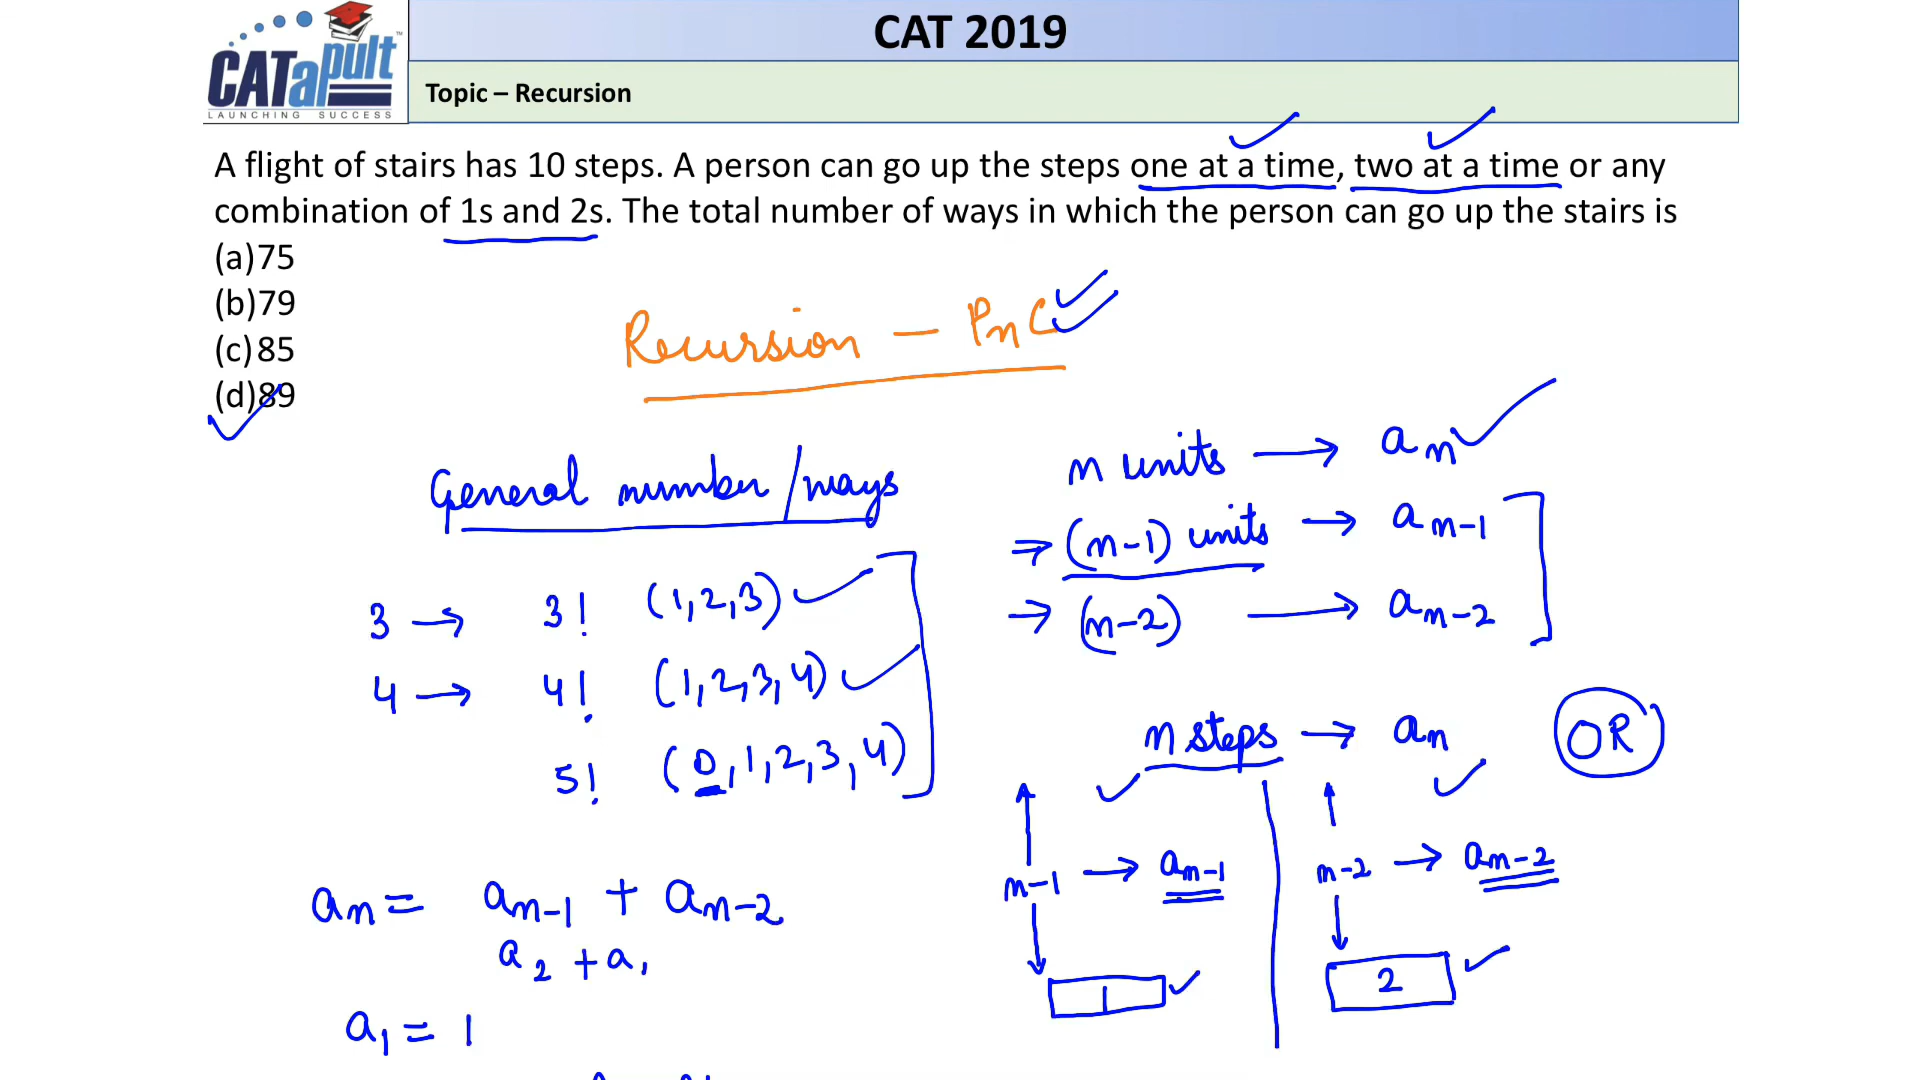 CATapult™
LAUNCHING SUCCESS
CAT 2019
Topic – Recursion
A flight of stairs has 10 steps. A person can go up the steps one at a time, two at a time or any
combination of 1s and 2s. The total number of ways in which the person can go up the stairs is
(a)75
(b)79
(c)85
(d)89
Recursion – PnC
General number/ways
3 → 3! (1,2,3)
4 → 4! (1,2,3,4)
5! (0,1,2,3,4)
n units → an
⇒ (n-1) units → an-1
→ (n-2) → an-2
n steps → an OR
n-1 → an-1
1
n-2 → an-2
2
an = an-1 + an-2
a2 + a1
a1 = 1